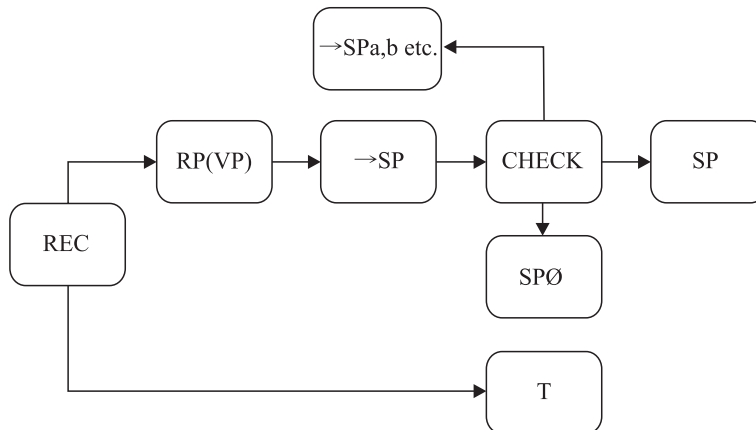 →SPa,b etc.
RP(VP)
→SP
CHECK
SP
REC
SPØ
T